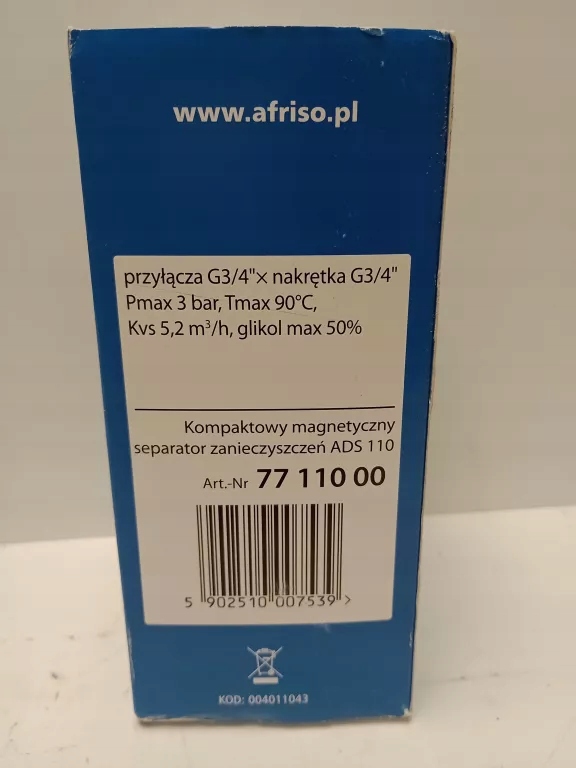 www.afriso.pl
przyłącza G3/4"× nakrętka G3/4"
Pmax 3 bar, Tmax 90°C,
Kvs 5,2 m³/h, glikol max 50%
Kompaktowy magnetyczny
separator zanieczyszczeń ADS 110
Art.-Nr 77 110 00
5 902510 007539 >
KOD: 004011043